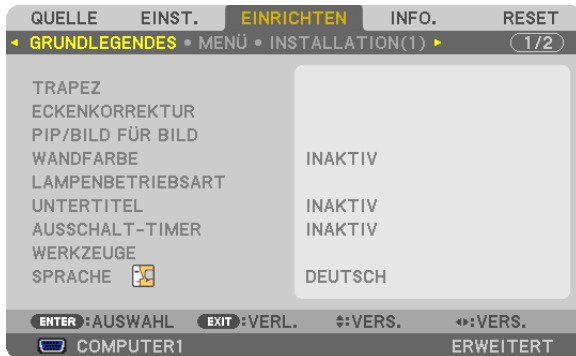 QUELLE EINST. EINRICHTEN INFO. RESET
GRUNDLEGENDES • MENÜ • INSTALLATION(1) 1/2
TRAPEZ
ECKENKORREKTUR
PIP/BILD FÜR BILD
WANDFARBE INAKTIV
LAMPENBETRIEBSART
UNTERTITEL INAKTIV
AUSSCHALT-TIMER INAKTIV
WERKZEUGE
SPRACHE DEUTSCH
ENTER:AUSWAHL EXIT:VERL. :VERS. :VERS.
COMPUTER1 ERWEITERT